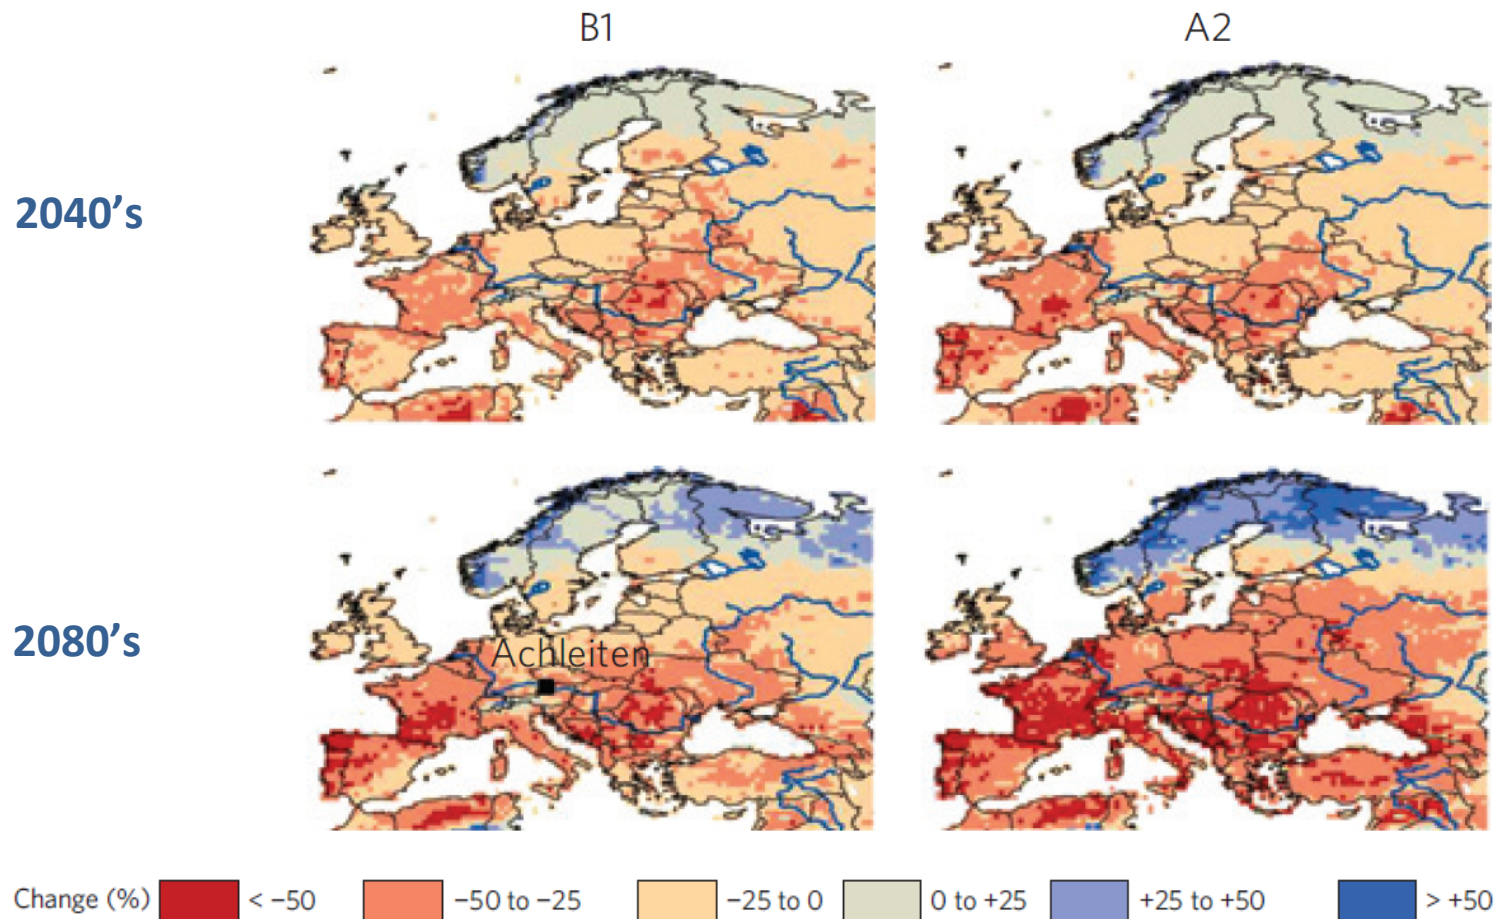 B1 A2
2040’s
2080’s
Achleiten
Change (%) < −50 −50 to −25 −25 to 0 0 to +25 +25 to +50 > +50